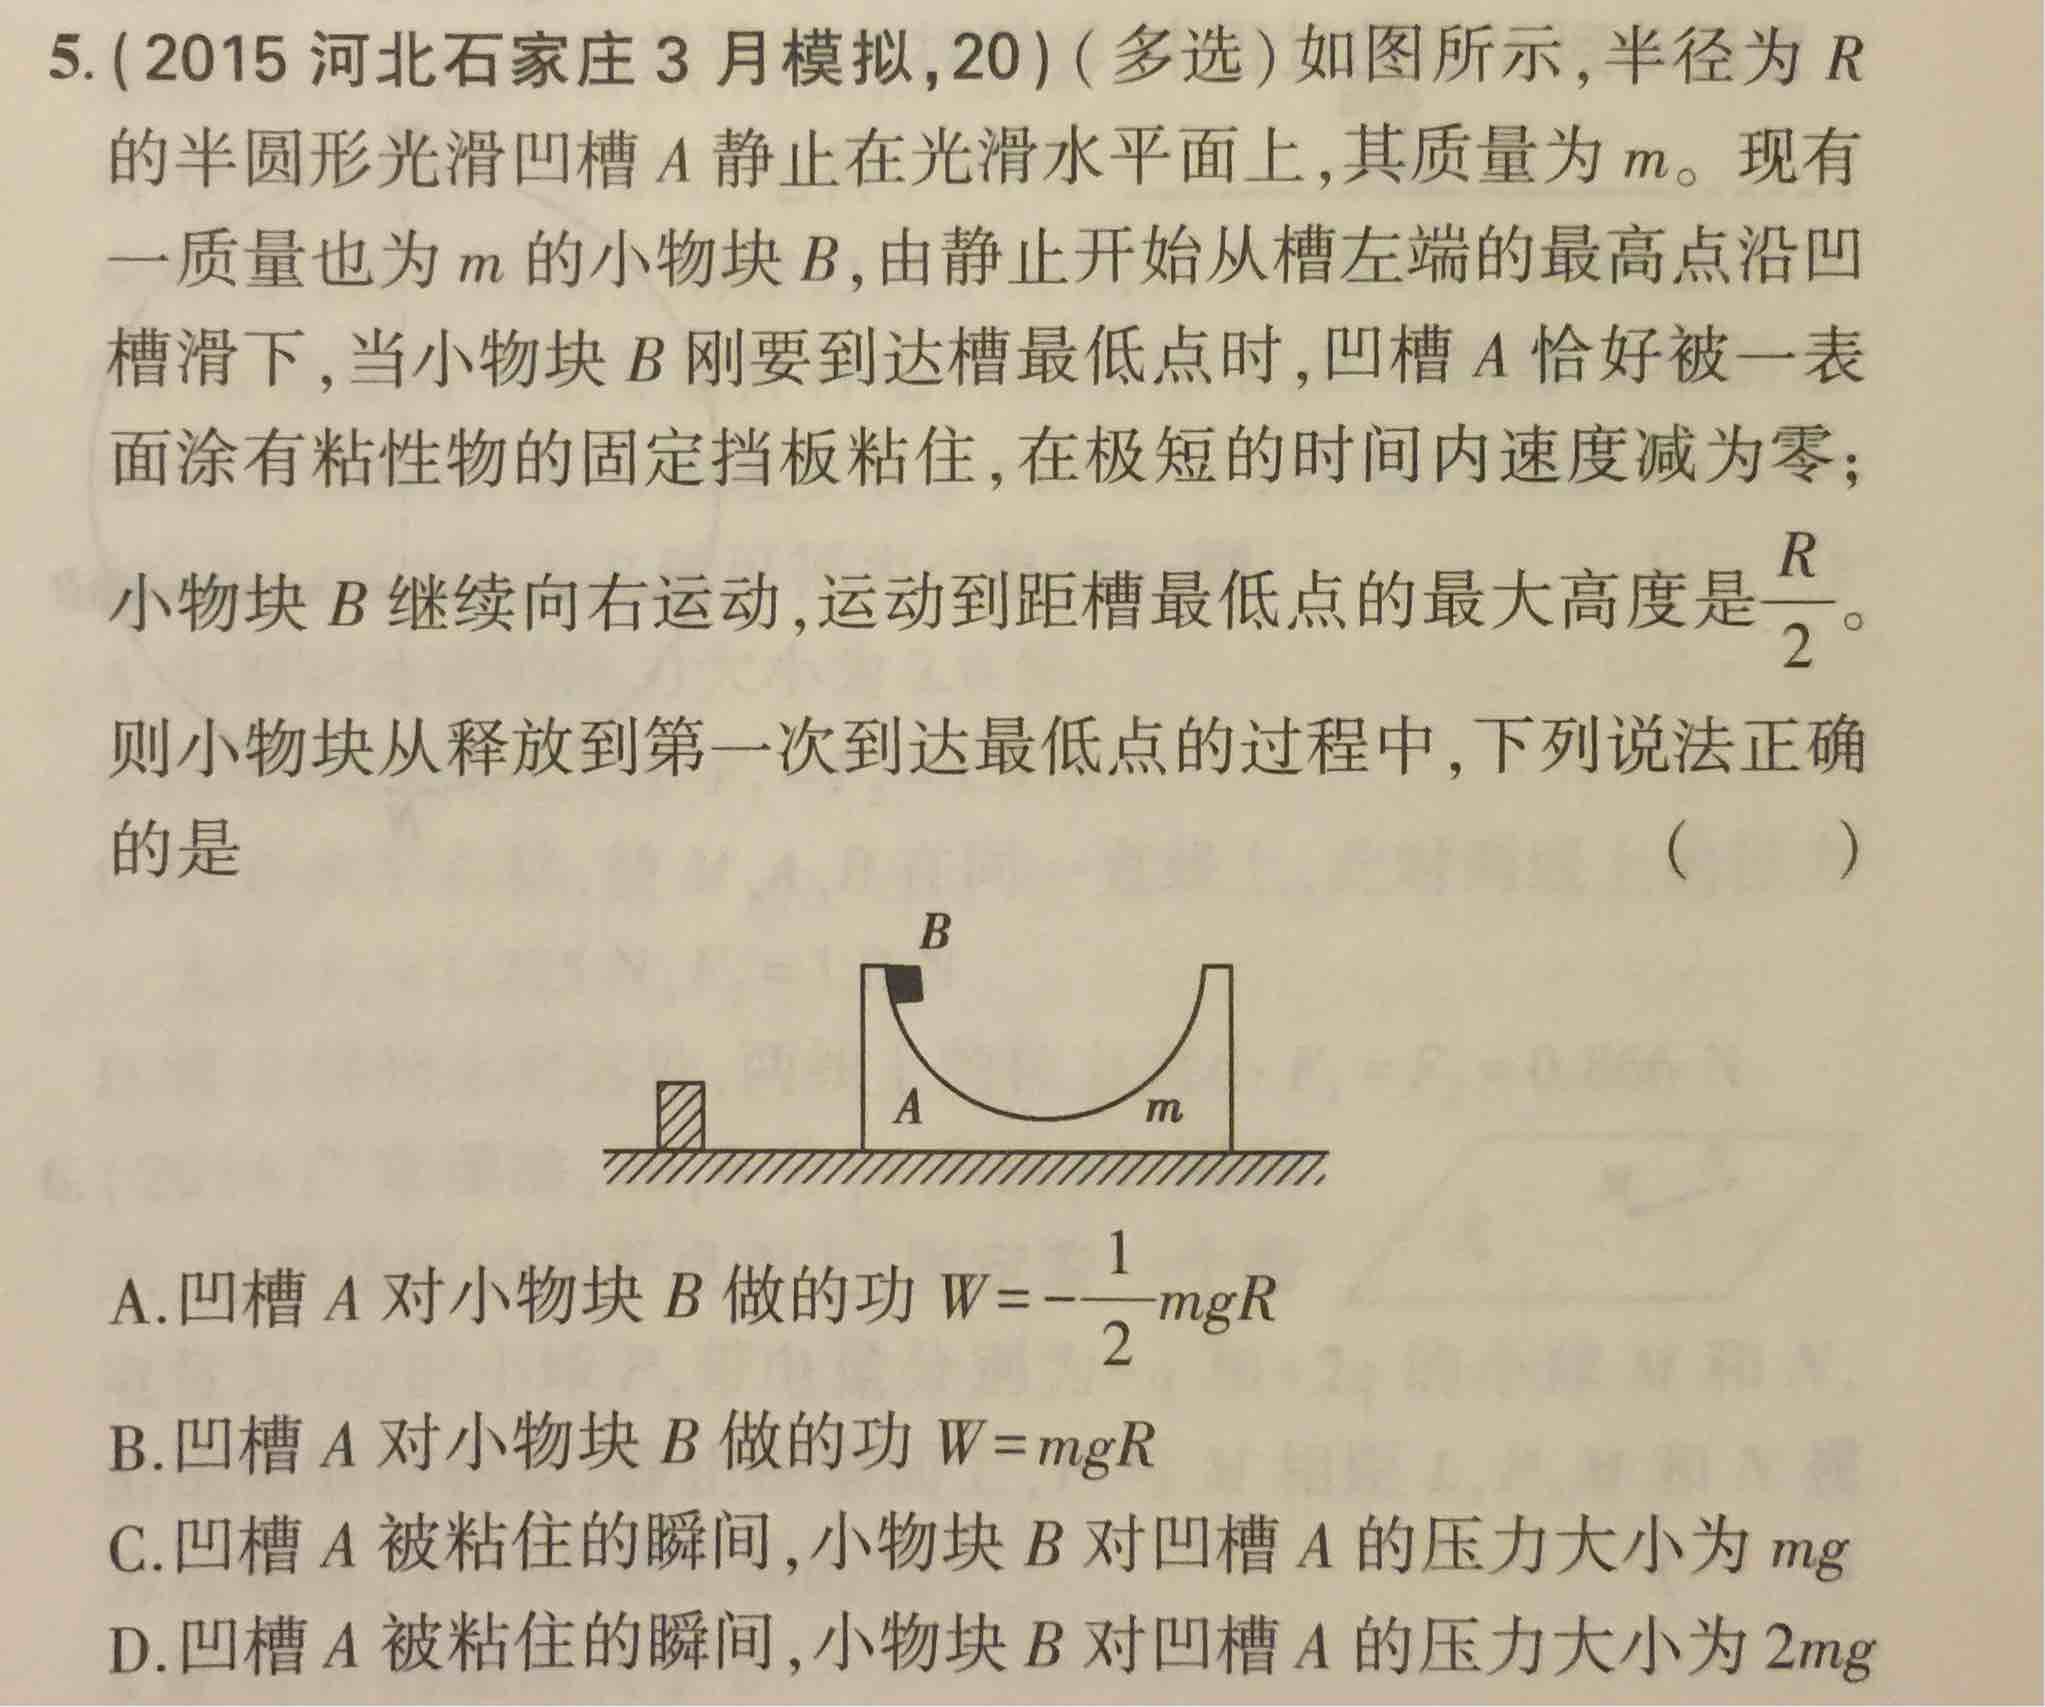 5.(2015 河北石家庄 3 月模拟,20)(多选)如图所示,半径为 R
的半圆形光滑凹槽 A 静止在光滑水平面上,其质量为 m。现有
一质量也为 m 的小物块 B,由静止开始从槽左端的最高点沿凹
槽滑下,当小物块 B 刚要到达槽最低点时,凹槽 A 恰好被一表
面涂有粘性物的固定挡板粘住,在极短的时间内速度减为零;
小物块 B 继续向右运动,运动到距槽最低点的最大高度是R/2。
则小物块从释放到第一次到达最低点的过程中,下列说法正确
的是 ( )
B
A m
A.凹槽 A 对小物块 B 做的功 W=-1/2mgR
B.凹槽 A 对小物块 B 做的功 W=mgR
C.凹槽 A 被粘住的瞬间,小物块 B 对凹槽 A 的压力大小为 mg
D.凹槽 A 被粘住的瞬间,小物块 B 对凹槽 A 的压力大小为 2mg